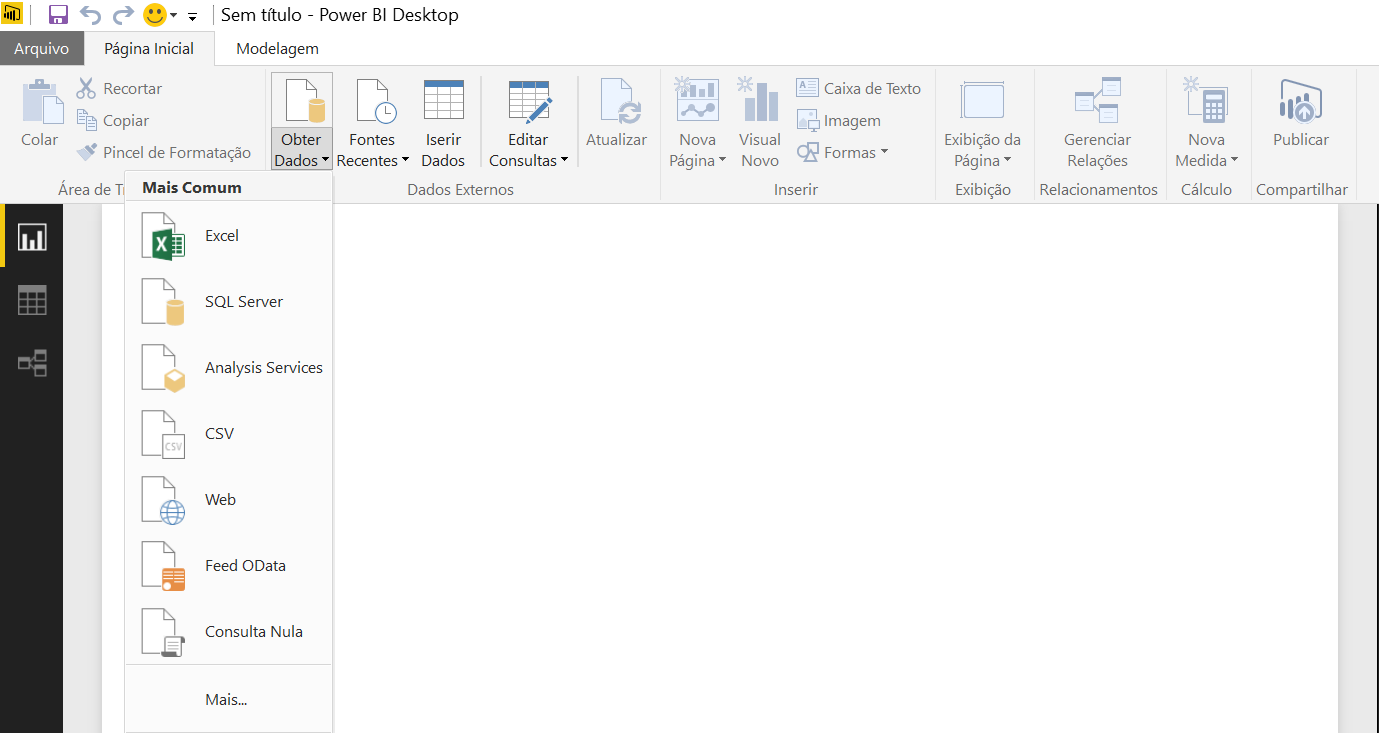 Sem título - Power BI Desktop
Arquivo
Página Inicial
Modelagem
Colar
Recortar
Copiar
Pincel de Formatação
Área de T
Obter
Dados
Fontes
Recentes
Iserir
Dados
Editar
Consultas
Dados Externos
Atualizar
Nova
Página
Visual
Novo
Caixa de Texto
Imagem
Formas
Inserir
Exibição da
Página
Exibição
Gerenciar
Relações
Relacionamentos
Nova
Medida
Cálculo
Publicar
Compartilhar
Mais Comum
Excel
SQL Server
Analysis Services
CSV
CSV
Web
Feed OData
Consulta Nula
Mais...